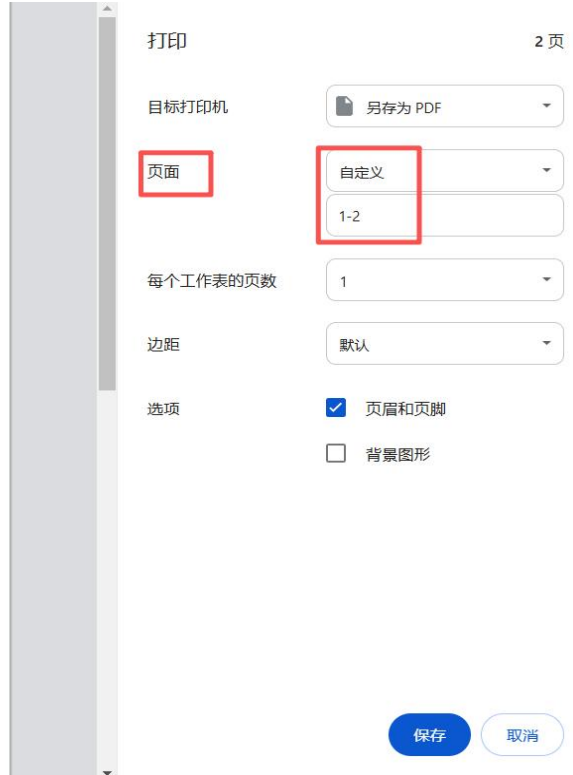 打印 2 页
目标打印机 另存为 PDF
页面 自定义
1-2
每个工作表的页数 1
边距 默认
选项 页眉和页脚
背景图形
保存 取消